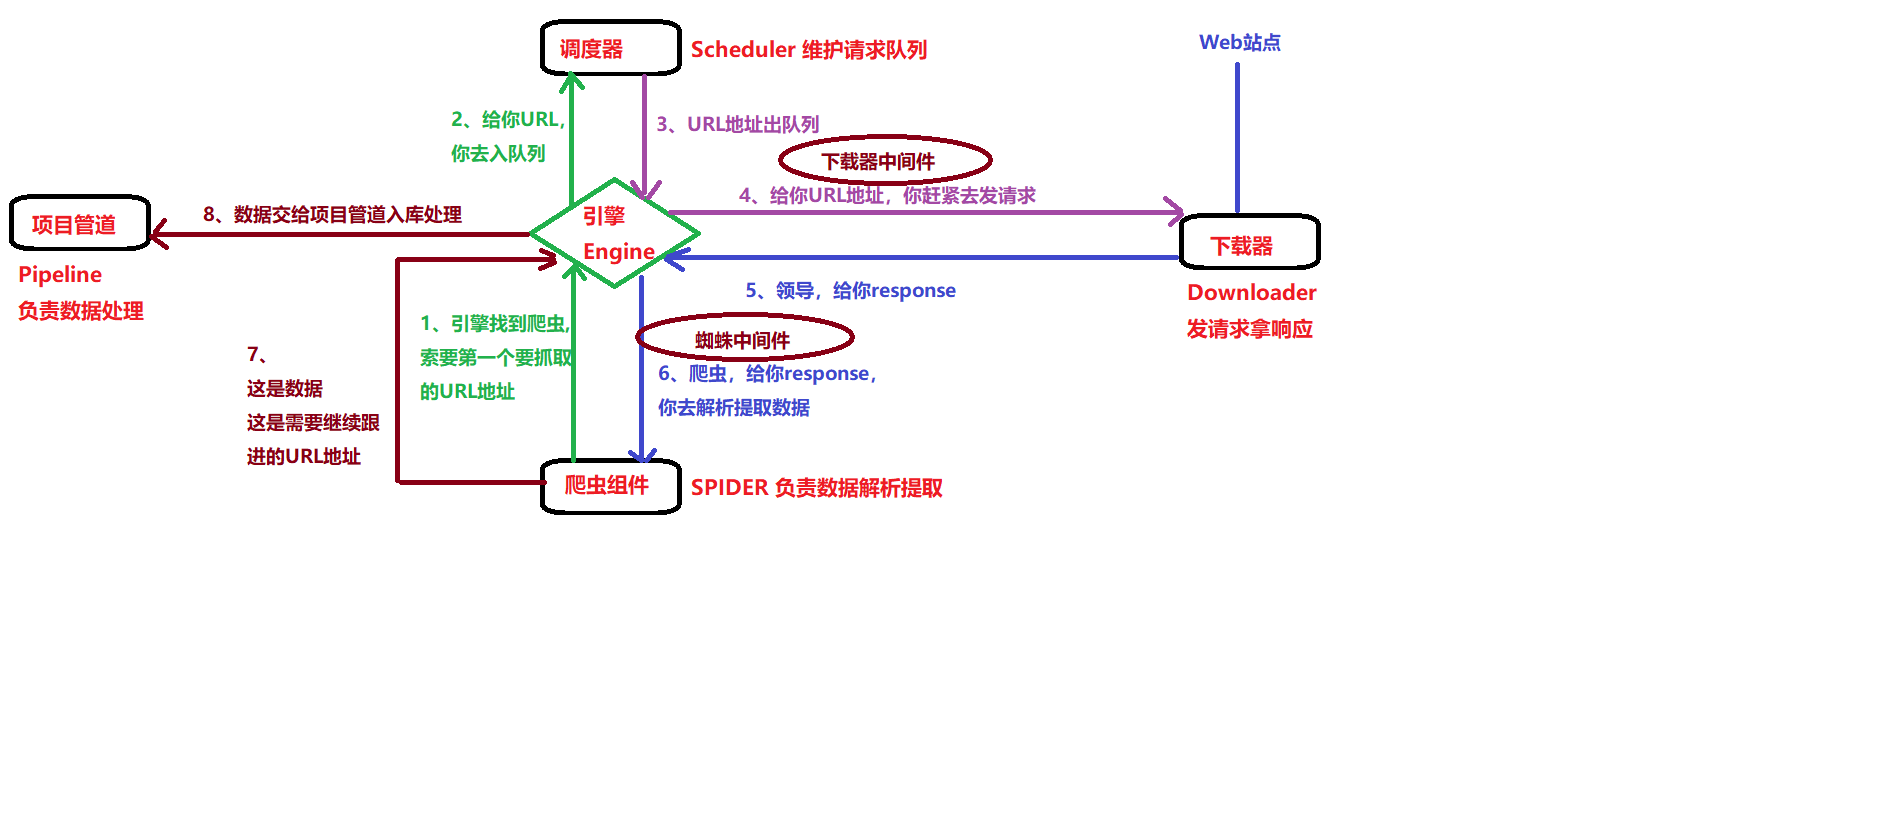 调度器
Scheduler 维护请求队列
Web站点
2、给你URL,
你去入队列
3、URL地址出队列
下载器中间件
4、给你URL地址，你赶紧去发请求
项目管道
8、数据交给项目管道入库处理
引擎
Engine
下载器
Pipeline
负责数据处理
5、领导，给你response
Downloader
发请求拿响应
1、引擎找到爬虫,
索要第一个要抓取
的URL地址
蜘蛛中间件
7、
这是数据
这是需要继续跟
进的URL地址
6、爬虫，给你response，
你去解析提取数据
爬虫组件
SPIDER 负责数据解析提取